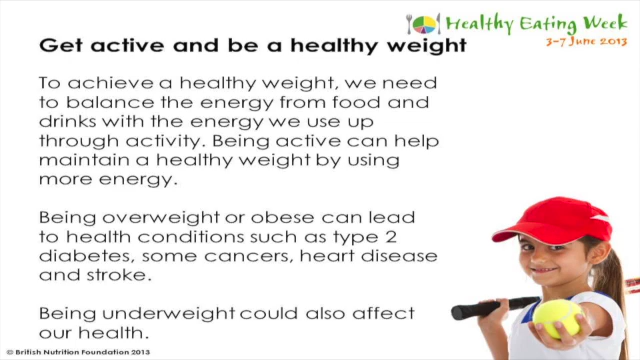 Healthy Eating Week
3-7 June 2013
Get active and be a healthy weight
To achieve a healthy weight, we need
to balance the energy from food and
drinks with the energy we use up
through activity. Being active can help
maintain a healthy weight by using
more energy.
Being overweight or obese can lead
to health conditions such as type 2
diabetes, some cancers, heart disease
and stroke.
Being underweight could also affect
our health.
© British Nutrition Foundation 2013